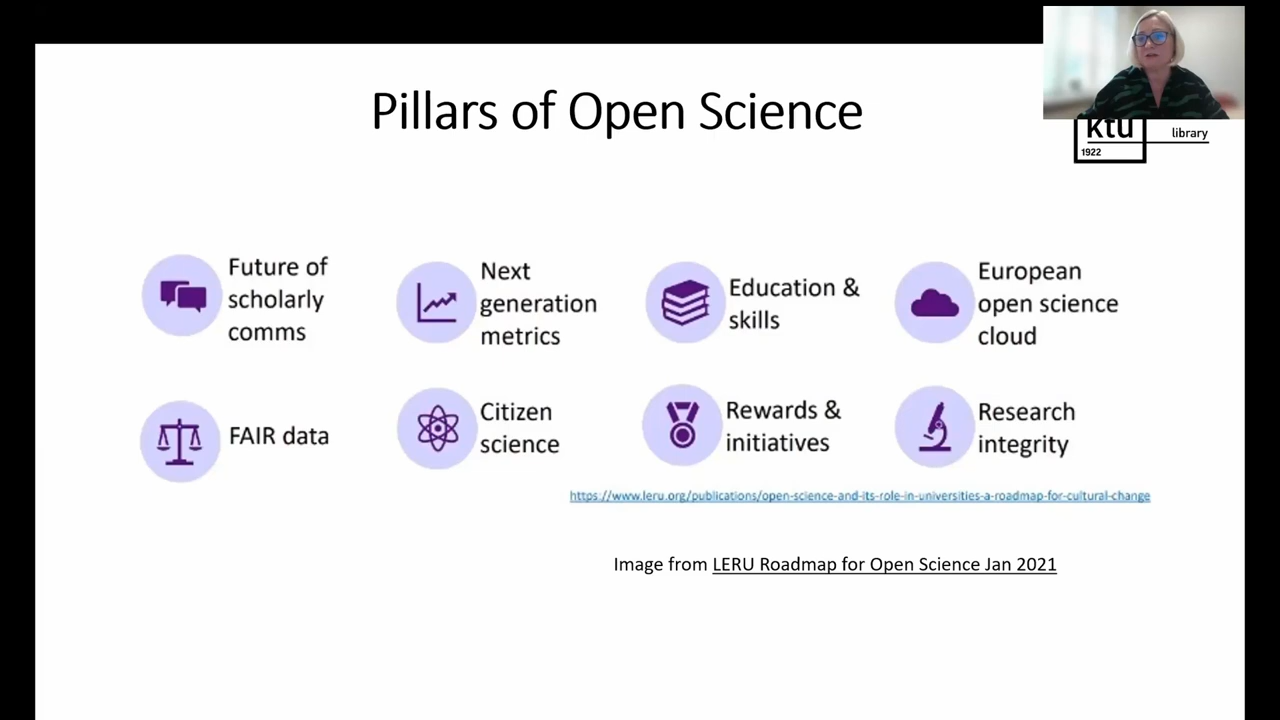 Pillars of Open Science
ktu
library
1922
Future of
scholarly
comms
Next
generation
metrics
Education &
skills
European
open science
cloud
FAIR data
Citizen
science
Rewards &
initiatives
Research
integrity
https://www.leru.org/publications/open-science-and-its-role-in-universities-a-roadmap-for-cultural-change
Image from LERU Roadmap for Open Science Jan 2021